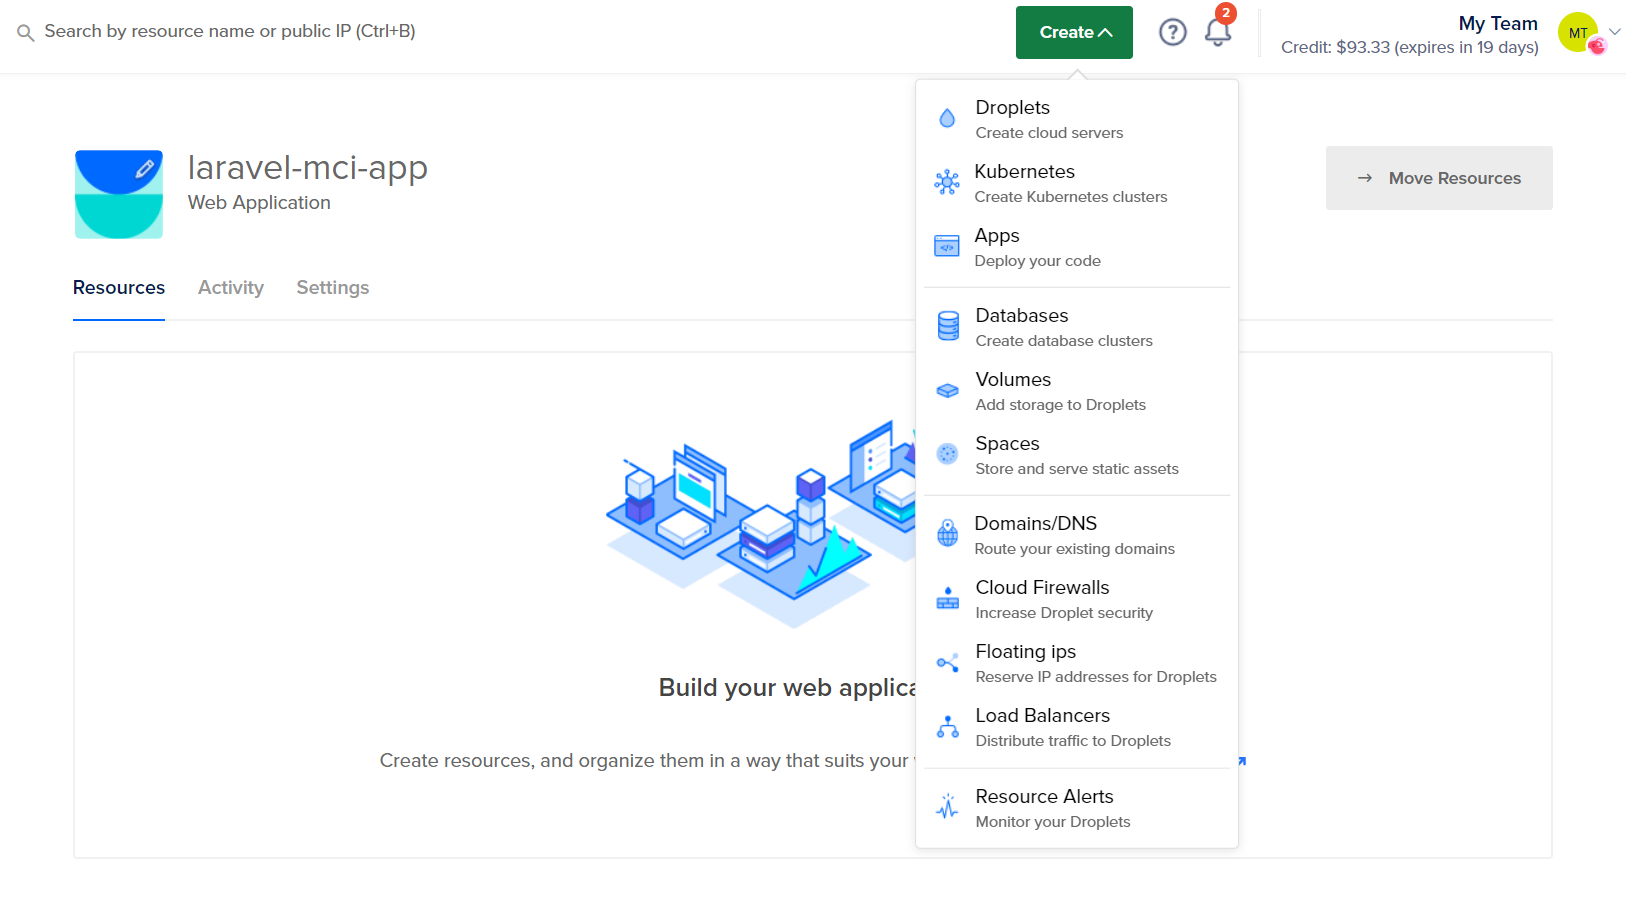 Search by resource name or public IP (Ctrl+B)
Create
?
2
My Team
Credit: $93.33 (expires in 19 days)
MT
laravel-mci-app
Web Application
Move Resources
Resources
Activity
Settings
Build your web applica
Create resources, and organize them in a way that suits your
Droplets
Create cloud servers
Kubernetes
Create Kubernetes clusters
Apps
Deploy your code
Databases
Create database clusters
Volumes
Add storage to Droplets
Spaces
Store and serve static assets
Domains/DNS
Route your existing domains
Cloud Firewalls
Increase Droplet security
Floating ips
Reserve IP addresses for Droplets
Load Balancers
Distribute traffic to Droplets
Resource Alerts
Monitor your Droplets